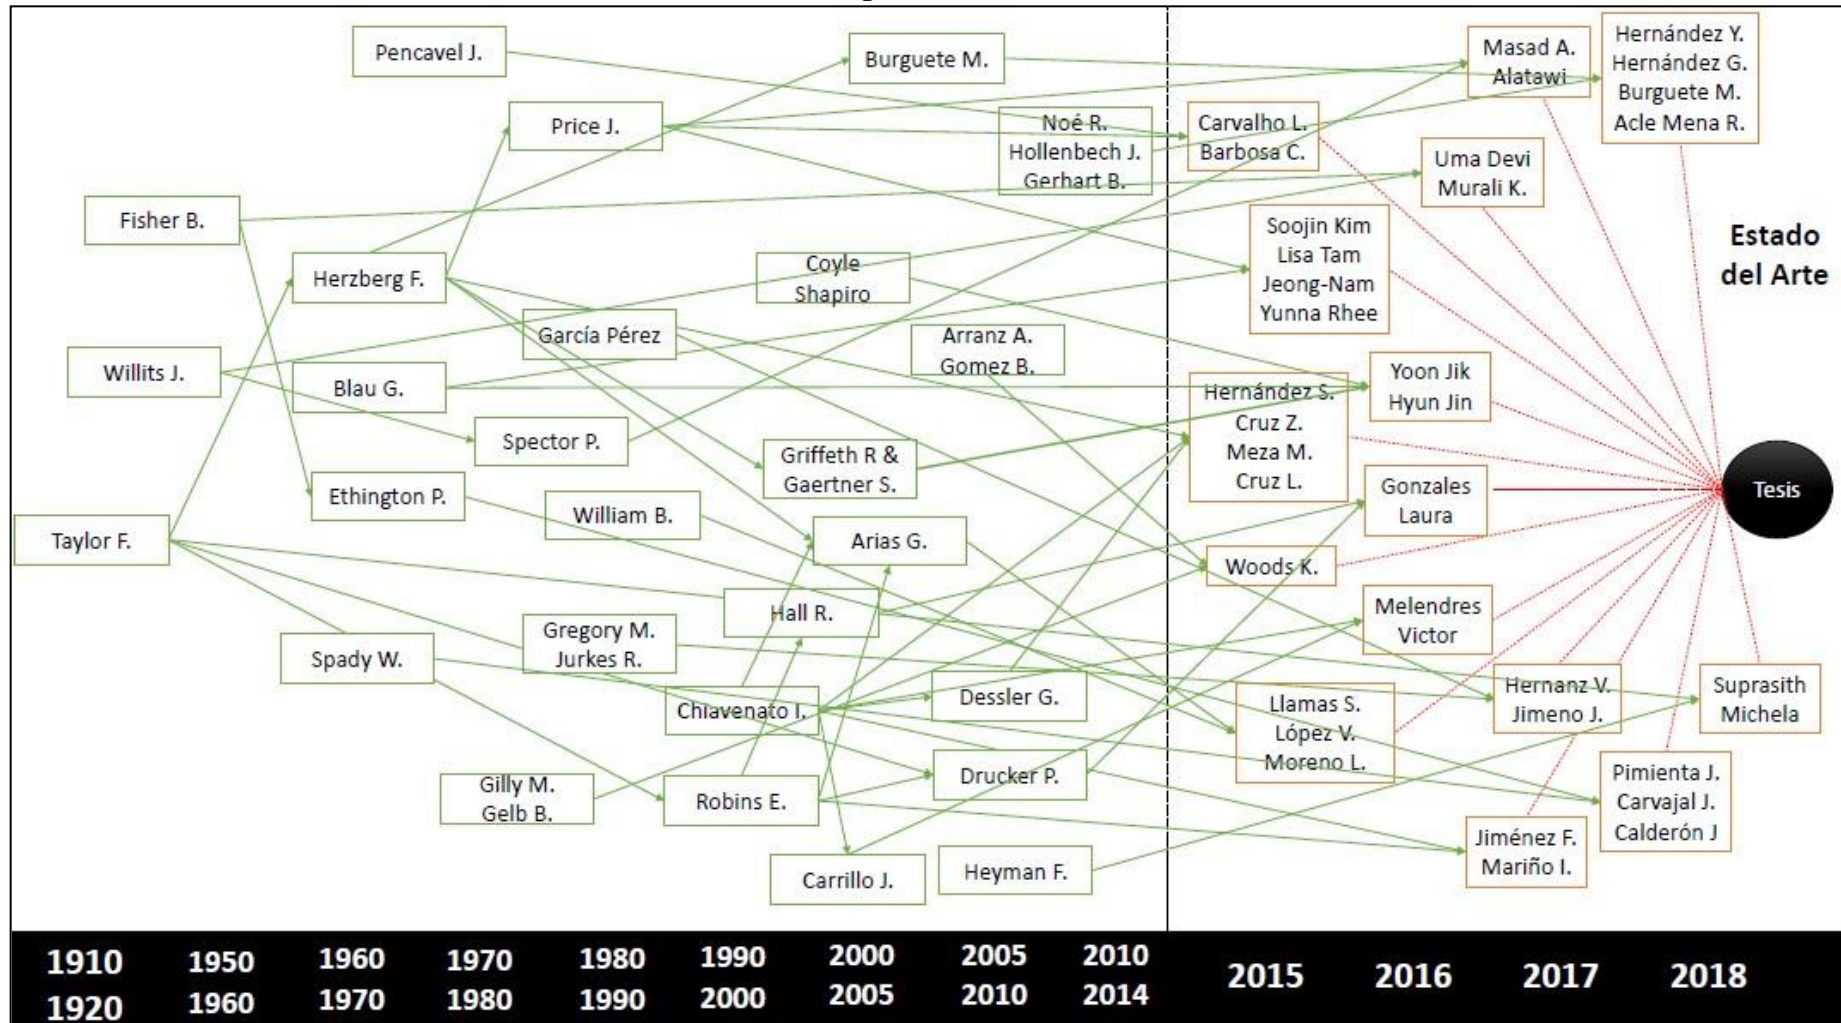 Pencavel J.
Burguete M.
Masad A.
Alatawi
Hernández Y.
Hernández G.
Burguete M.
Acle Mena R.
Price J.
Noé R.
Hollenbech J.
Gerhart B.
Carvalho L.
Barbosa C.
Uma Devi
Murali K.
Fisher B.
Soojin Kim
Lisa Tam
Jeong-Nam
Yunna Rhee
Estado
del Arte
Herzberg F.
Coyle
Shapiro
García Pérez
Arranz A.
Gomez B.
Willits J.
Blau G.
Yoon Jik
Hyun Jin
Hernández S.
Cruz Z.
Meza M.
Cruz L.
Spector P.
Griffeth R &
Gaertner S.
Ethington P.
William B.
Gonzales
Laura
Tesis
Taylor F.
Arias G.
Woods K.
Hall R.
Melendres
Victor
Gregory M.
Jurkes R.
Spady W.
Chiavenato I.
Dessler G.
Llamas S.
López V.
Moreno L.
Hernanz V.
Jimeno J.
Suprasith
Michela
Gilly M.
Gelb B.
Robins E.
Drucker P.
Pimienta J.
Carvajal J.
Calderón J
Carrillo J.
Heyman F.
Jiménez F.
Mariño I.
1910 1950 1960 1970 1980 1990 2000 2005 2010 2015 2016 2017 2018
1920 1960 1970 1980 1990 2000 2005 2010 2014